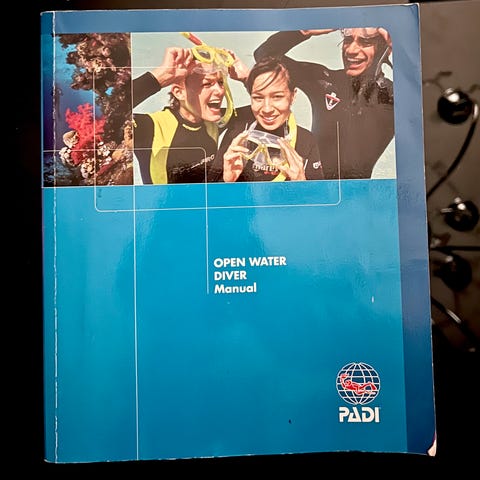 OPEN WATER
DIVER
Manual
PADI